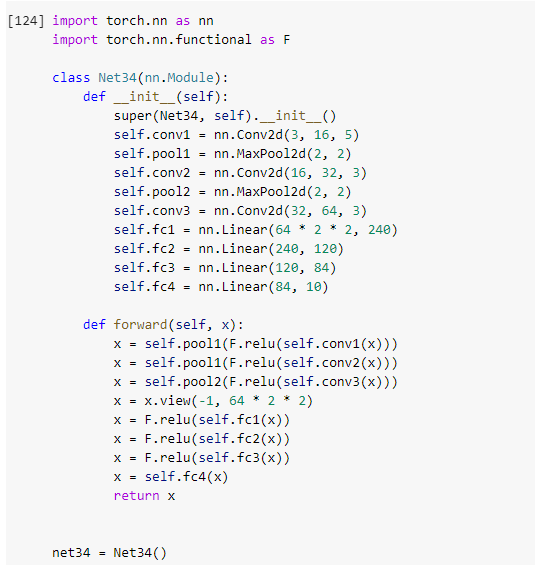 [124] import torch.nn as nn
import torch.nn.functional as F

class Net34(nn.Module):
    def __init__(self):
        super(Net34, self).__init__()
        self.conv1 = nn.Conv2d(3, 16, 5)
        self.pool1 = nn.MaxPool2d(2, 2)
        self.conv2 = nn.Conv2d(16, 32, 3)
        self.pool2 = nn.MaxPool2d(2, 2)
        self.conv3 = nn.Conv2d(32, 64, 3)
        self.fc1 = nn.Linear(64 * 2 * 2, 240)
        self.fc2 = nn.Linear(240, 120)
        self.fc3 = nn.Linear(120, 84)
        self.fc4 = nn.Linear(84, 10)

    def forward(self, x):
        x = self.pool1(F.relu(self.conv1(x)))
        x = self.pool1(F.relu(self.conv2(x)))
        x = self.pool2(F.relu(self.conv3(x)))
        x = x.view(-1, 64 * 2 * 2)
        x = F.relu(self.fc1(x))
        x = F.relu(self.fc2(x))
        x = F.relu(self.fc3(x))
        x = self.fc4(x)
        return x

net34 = Net34()